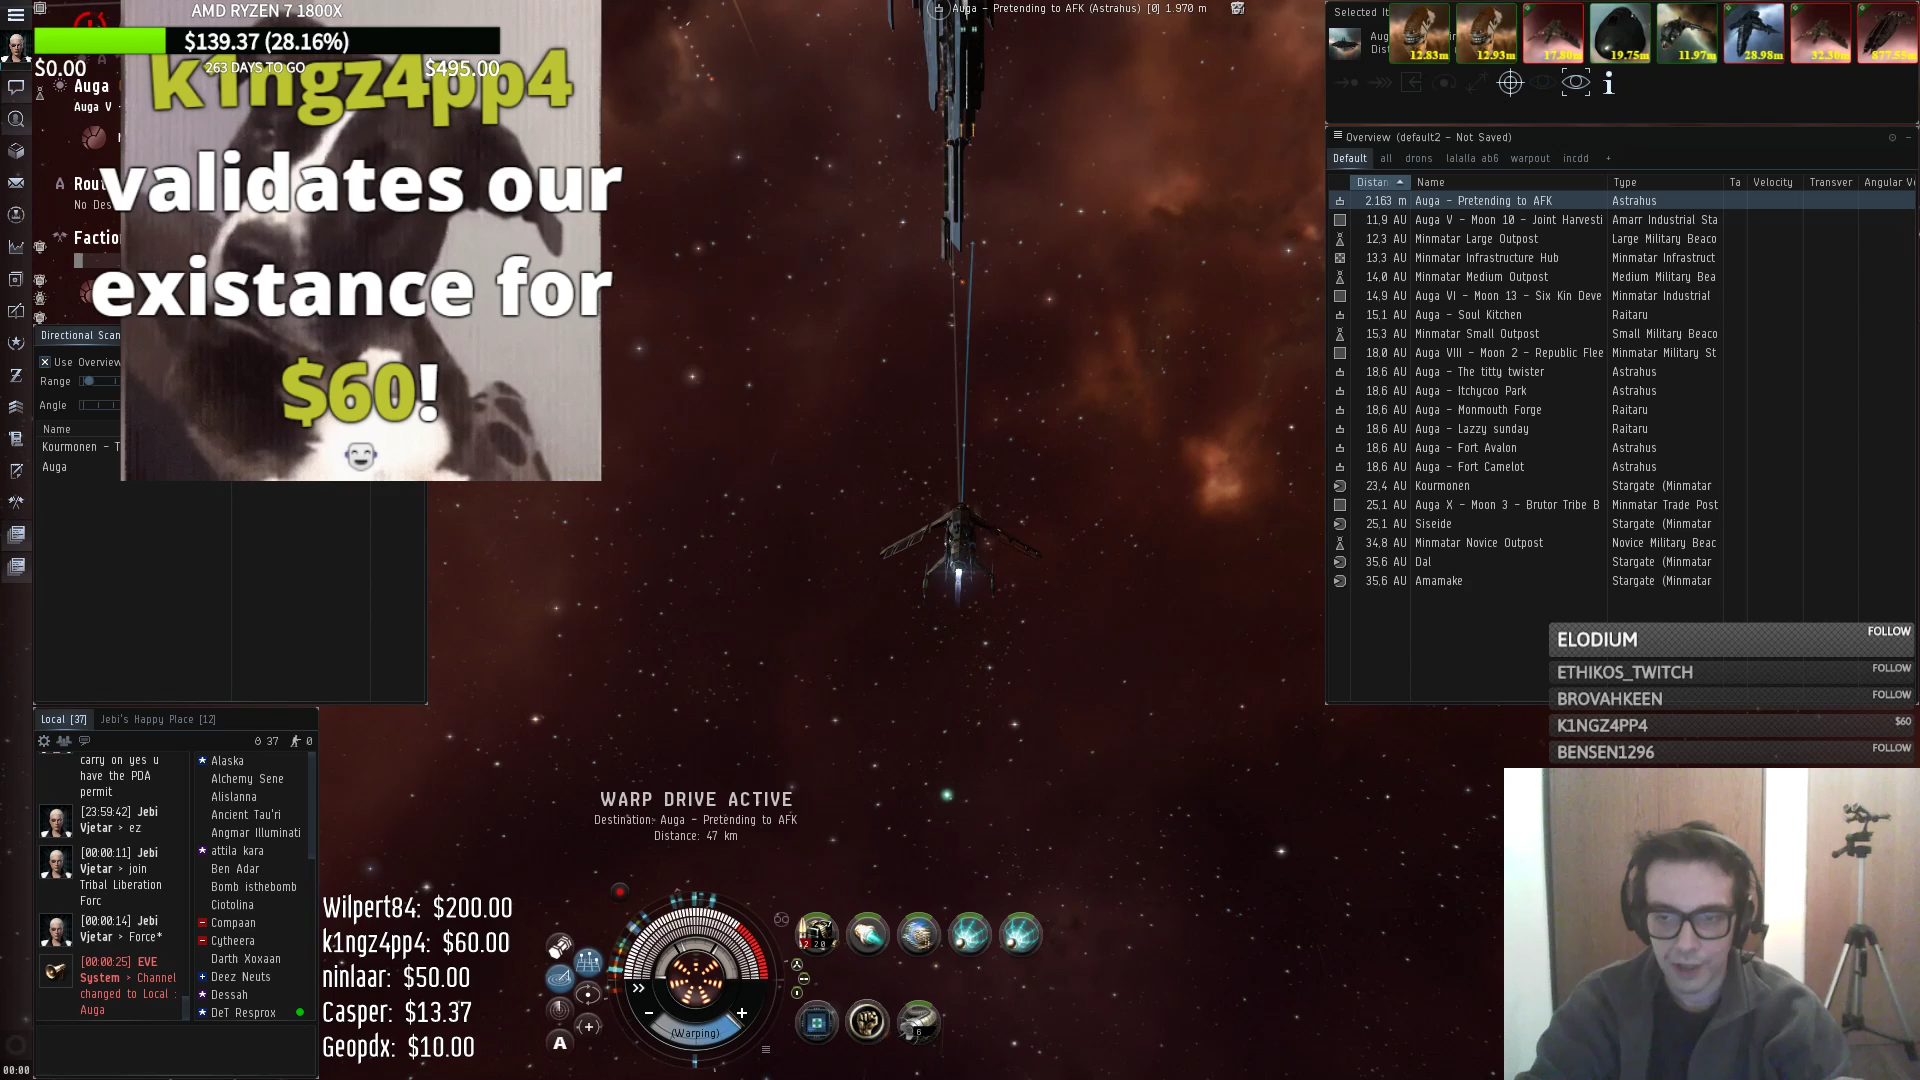 AMD RYZEN 7 1800X
$139.37 (28.16%)
$0.00
263 DAYS TO GO
$495.00
k1ngz4pp4
validates our
existance for
$60!
Auga
Auga V
No Des
Factio
Directional Scan
Use Overview
Range
Angle
Name
Kourmonen - T
Auga
Auga - Pretending to AFK (Astrahus) [0] 1.970 m
12.83m
12.93m
17.80m
19.75m
11.97m
28.98m
32.30m
877.55m
Overview (default2 - Not Saved)
Default all drons lalalla ab6 warpout incdd +
Distan Name Type Ta Velocity Transver Angular Ve
2.163 m Auga - Pretending to AFK Astrahus
11,9 AU Auga V - Moon 10 - Joint Harvesti Amarr Industrial Sta
12,3 AU Minmatar Large Outpost Large Military Beaco
13,3 AU Minmatar Infrastructure Hub Minmatar Infrastruct
14,0 AU Minmatar Medium Outpost Medium Military Bea
14,9 AU Auga VI - Moon 13 - Six Kin Deve Minmatar Industrial
15,1 AU Auga - Soul Kitchen Raitaru
15,3 AU Minmatar Small Outpost Small Military Beaco
18,0 AU Auga VIII - Moon 2 - Republic Flee Minmatar Military St
18,6 AU Auga - The titty twister Astrahus
18,6 AU Auga - Itchycoo Park Astrahus
18,6 AU Auga - Monmouth Forge Raitaru
18,6 AU Auga - Lazzy sunday Raitaru
18,6 AU Auga - Fort Avalon Astrahus
18,6 AU Auga - Fort Camelot Astrahus
23,4 AU Kourmonen Stargate (Minmatar
25,1 AU Auga X - Moon 3 - Brutor Tribe B Minmatar Trade Post
25,1 AU Siseide Stargate (Minmatar
34,8 AU Minmatar Novice Outpost Novice Military Beac
35,6 AU Dal Stargate (Minmatar
35,6 AU Amamake Stargate (Minmatar
ELODIUM FOLLOW
ETHIKOS_TWITCH FOLLOW
BROVAHKEEN FOLLOW
K1NGZ4PP4 $60
BENSEN1296 FOLLOW
Local [37] Jebi's Happy Place [12]
37 0
carry on yes u
have the PDA
permit
[23:59:42] Jebi
Vjetar > ez
[00:00:11] Jebi
Vjetar > join
Tribal Liberation
Forc
[00:00:14] Jebi
Vjetar > Force*
[00:00:25] EVE
System > Channel
changed to Local :
Auga
Alaska
Alchemy Sene
Alislanna
Ancient Tau'ri
Angmar Illuminati
attila kara
Ben Adar
Bomb isthebomb
Ciotolina
Compaan
Cytheera
Darth Xoxaan
Deez Neuts
Dessah
DeT Resprox
WARP DRIVE ACTIVE
Destination: Auga - Pretending to AFK
Distance: 47 km
Wilpert84: $200.00
k1ngz4pp4: $60.00
ninlaar: $50.00
Casper: $13.37
Geopdx: $10.00
(Warping)
A
00:00